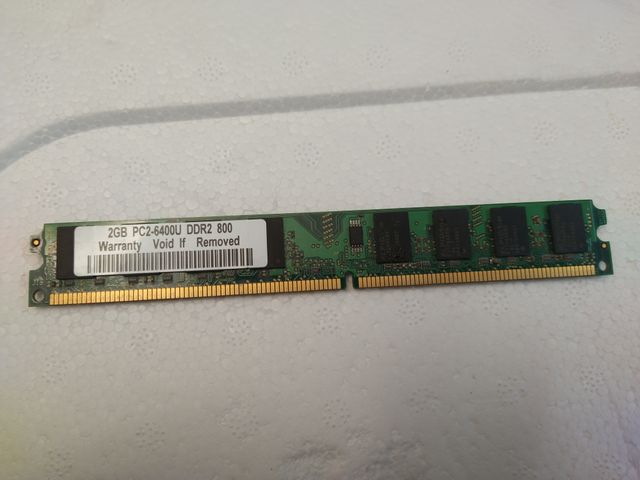 2GB PC2-6400U DDR2 800
Warranty Void If Removed